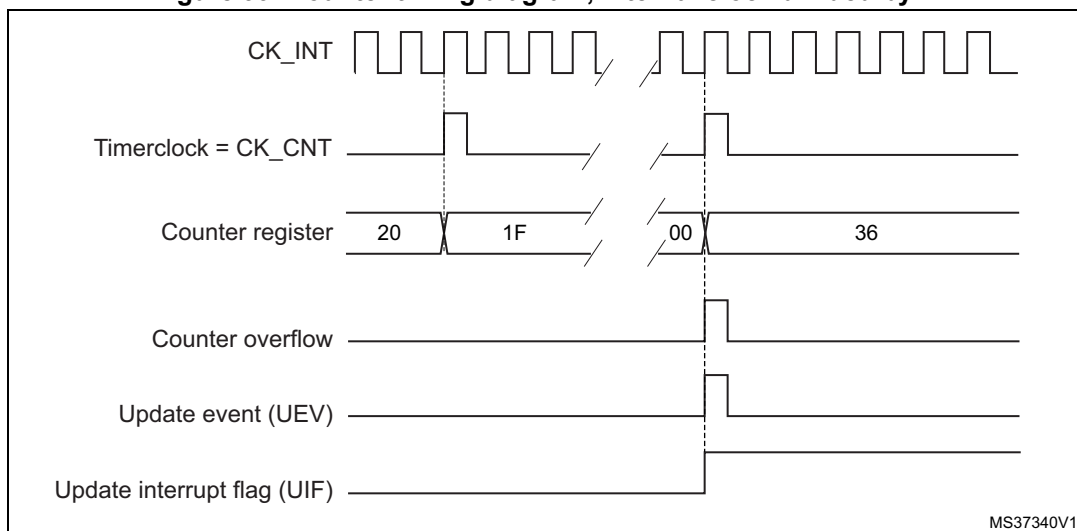 CK_INT
Timerclock = CK_CNT
Counter register 20 1F 00 36
Counter overflow
Update event (UEV)
Update interrupt flag (UIF)
MS37340V1